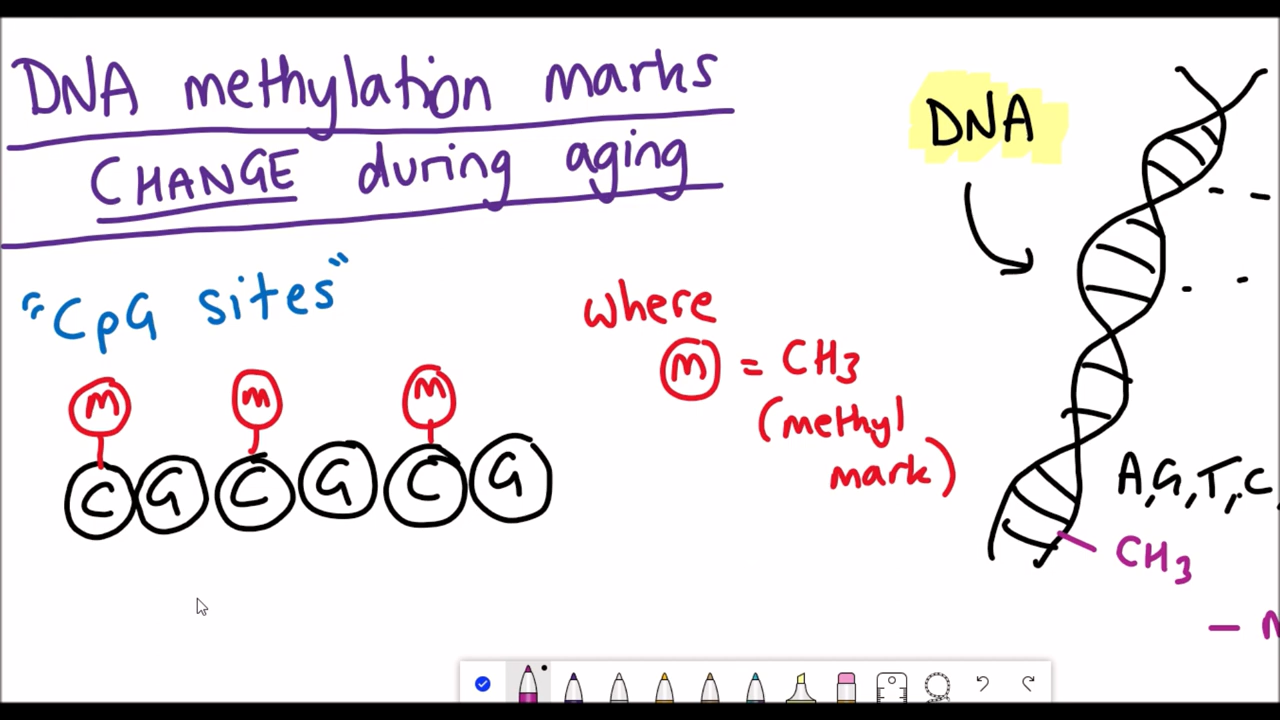 DNA methylation marks
CHANGE during aging
"CpG sites"
where
m = CH3
(methyl
mark)
m m m
C G C G C G
DNA
A, G, T, C,
CH3
-